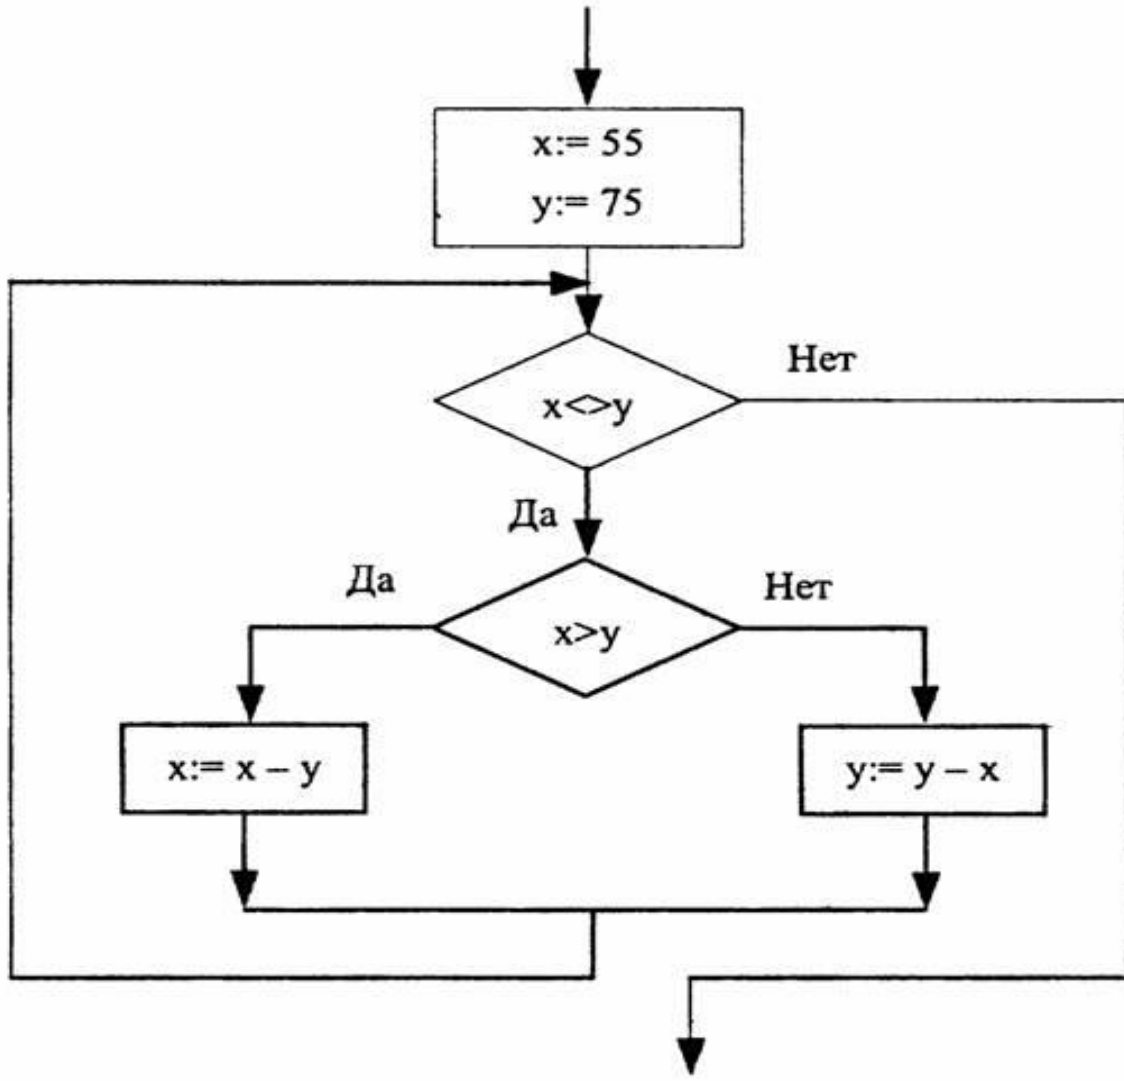 x:= 55
y:= 75
Нет
x<>y
Да
Да
Нет
x>y
x:= x – y
y:= y – x